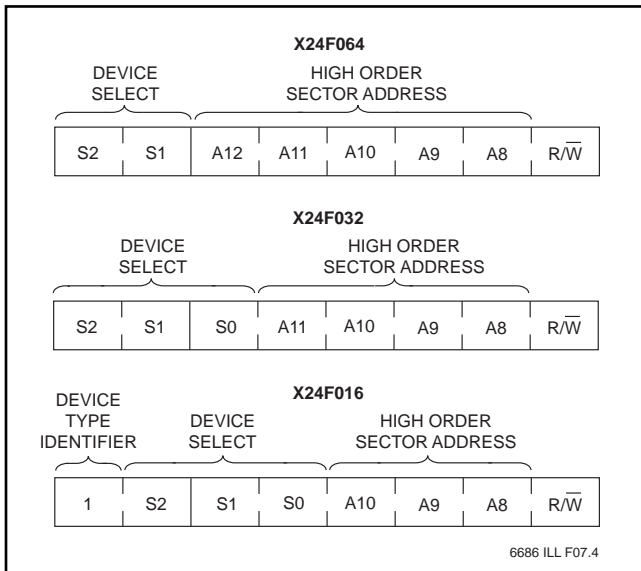 X24F064
DEVICE SELECT
HIGH ORDER SECTOR ADDRESS
S2 S1 A12 A11 A10 A9 A8 R/W̅
X24F032
DEVICE SELECT
HIGH ORDER SECTOR ADDRESS
S2 S1 S0 A11 A10 A9 A8 R/W̅
X24F016
DEVICE TYPE IDENTIFIER
DEVICE SELECT
HIGH ORDER SECTOR ADDRESS
1 S2 S1 S0 A10 A9 A8 R/W̅
6686 ILL F07.4